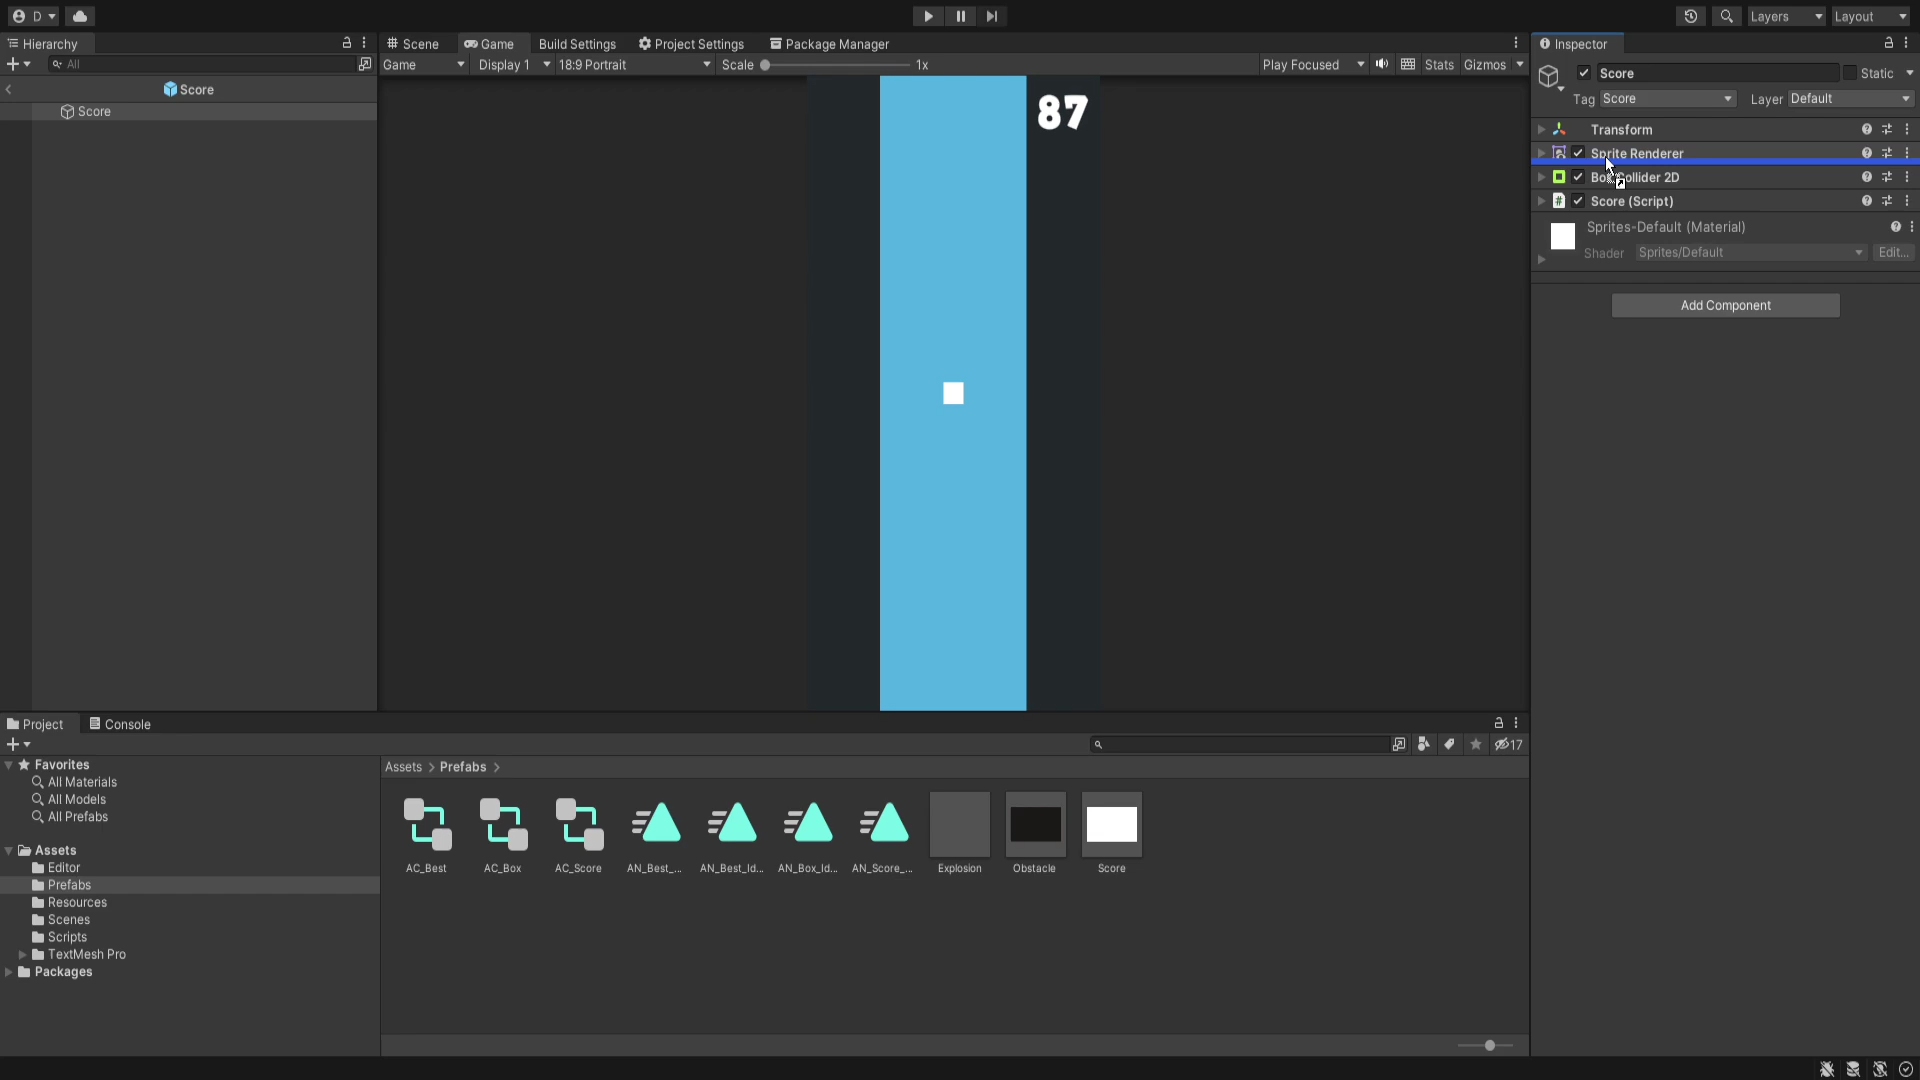 D
Layers
Layout
Hierarchy
Scene
Game
Build Settings
Project Settings
Package Manager
Inspector
All
Game
Display 1
18:9 Portrait
Scale
1x
Play Focused
Stats
Gizmos
Score
Score
87
Score
Static
Tag
Score
Layer
Default
Transform
Sprite Renderer
Box Collider 2D
Score (Script)
Sprites-Default (Material)
Shader
Sprites/Default
Edit...
Add Component
Project
Console
17
Favorites
All Materials
All Models
All Prefabs
Assets
Editor
Prefabs
Resources
Scenes
Scripts
TextMesh Pro
Packages
Assets > Prefabs >
AC_Best
AC_Box
AC_Score
AN_Best_...
AN_Best_Id...
AN_Box_Id...
AN_Score_...
Explosion
Obstacle
Score